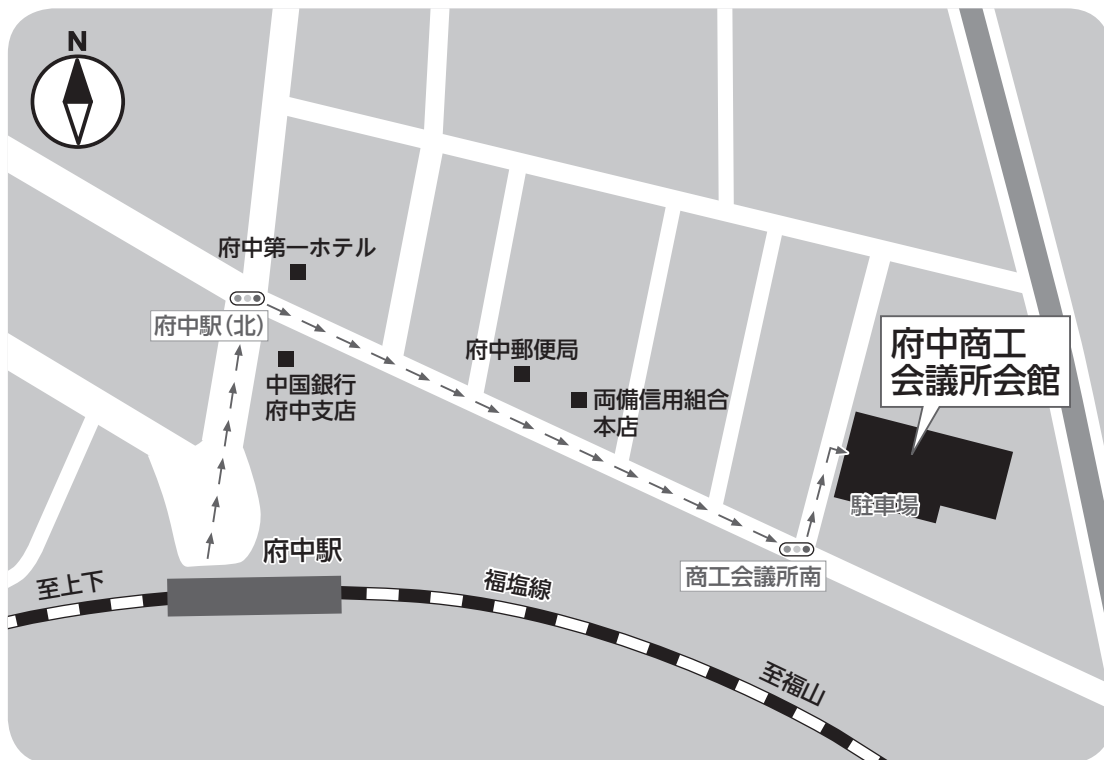 N
府中第一ホテル
府中駅（北）
中国銀行
府中支店
府中郵便局
両備信用組合
本店
府中商工
会議所会館
駐車場
商工会議所南
府中駅
至上下
福塩線
至福山